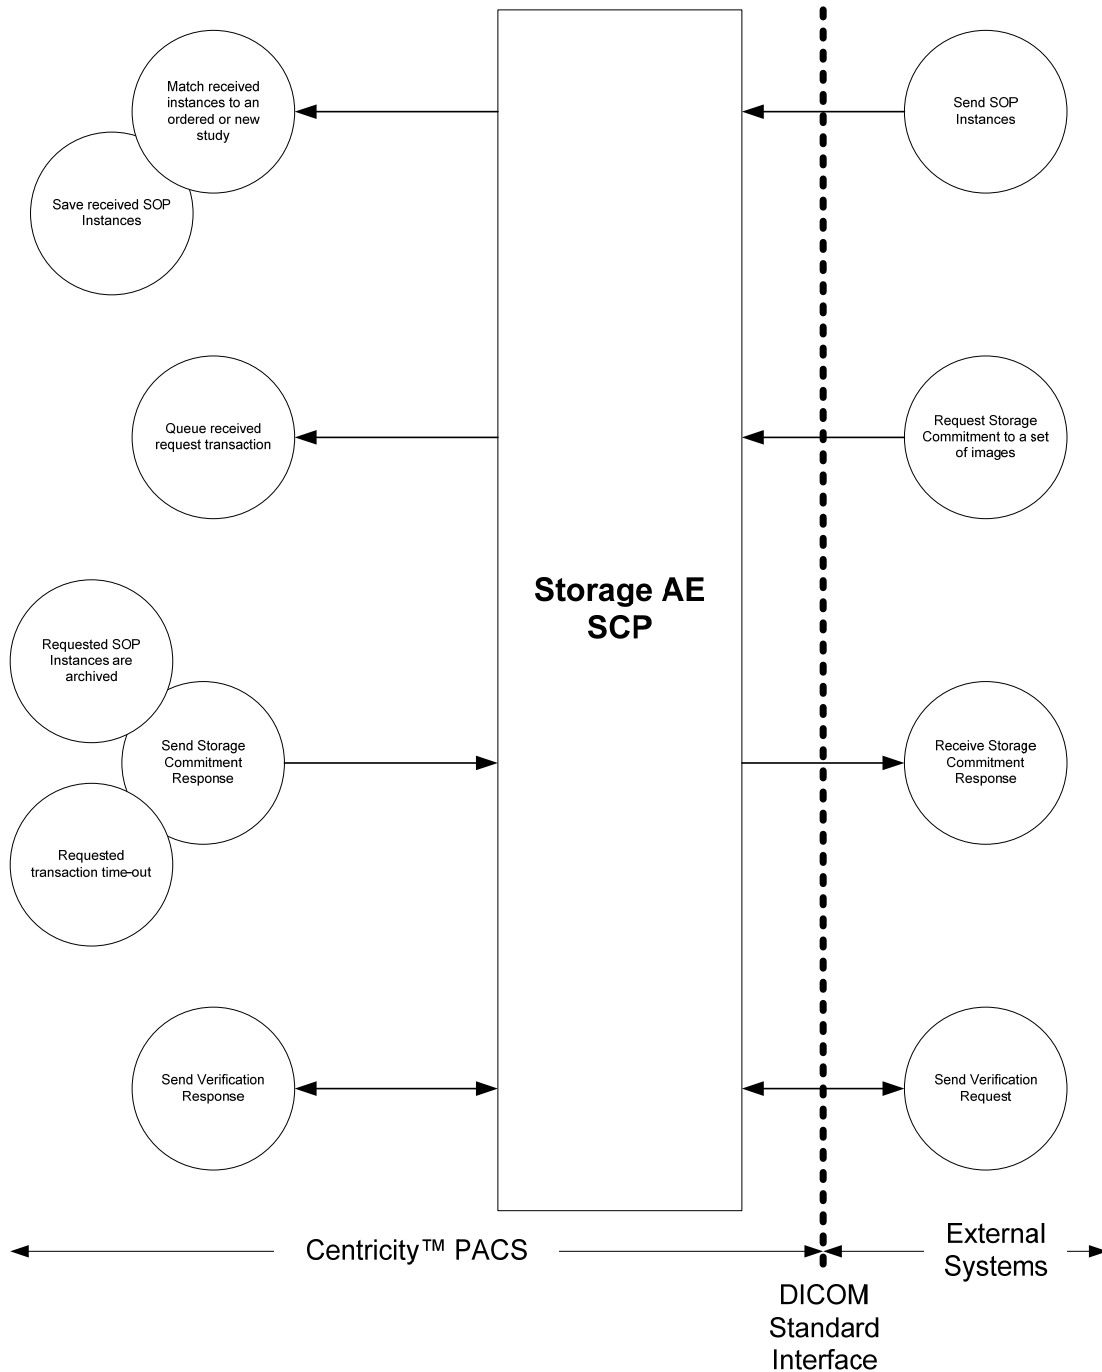 Match received
instances to an
ordered or new
study
Send SOP
Instances
Save received SOP
Instances
Queue received
request transaction
Request Storage
Commitment to a set
of images
Storage AE
SCP
Requested SOP
Instances are
archived
Send Storage
Commitment
Response
Receive Storage
Commitment
Response
Requested
transaction time-out
Send Verification
Response
Send Verification
Request
Centricity™ PACS
External
Systems
DICOM
Standard
Interface